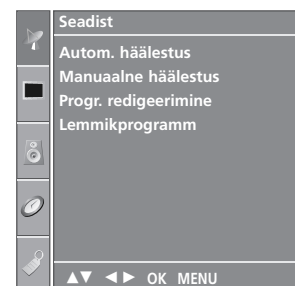 Seadist
Autom. häälestus
Manuaalne häälestus
Progr. redigeerimine
Lemmikprogramm
▲▼ ◄► OK MENU